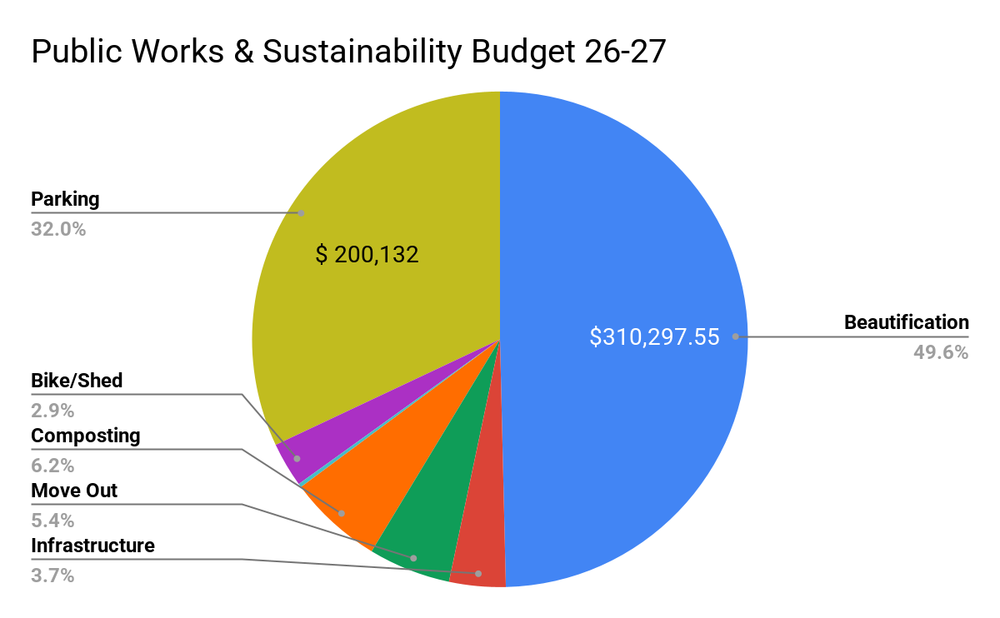 Public Works & Sustainability Budget 26-27
Parking
32.0%
$ 200,132
Beautification
49.6%
$310,297.55
Bike/Shed
2.9%
Composting
6.2%
Move Out
5.4%
Infrastructure
3.7%